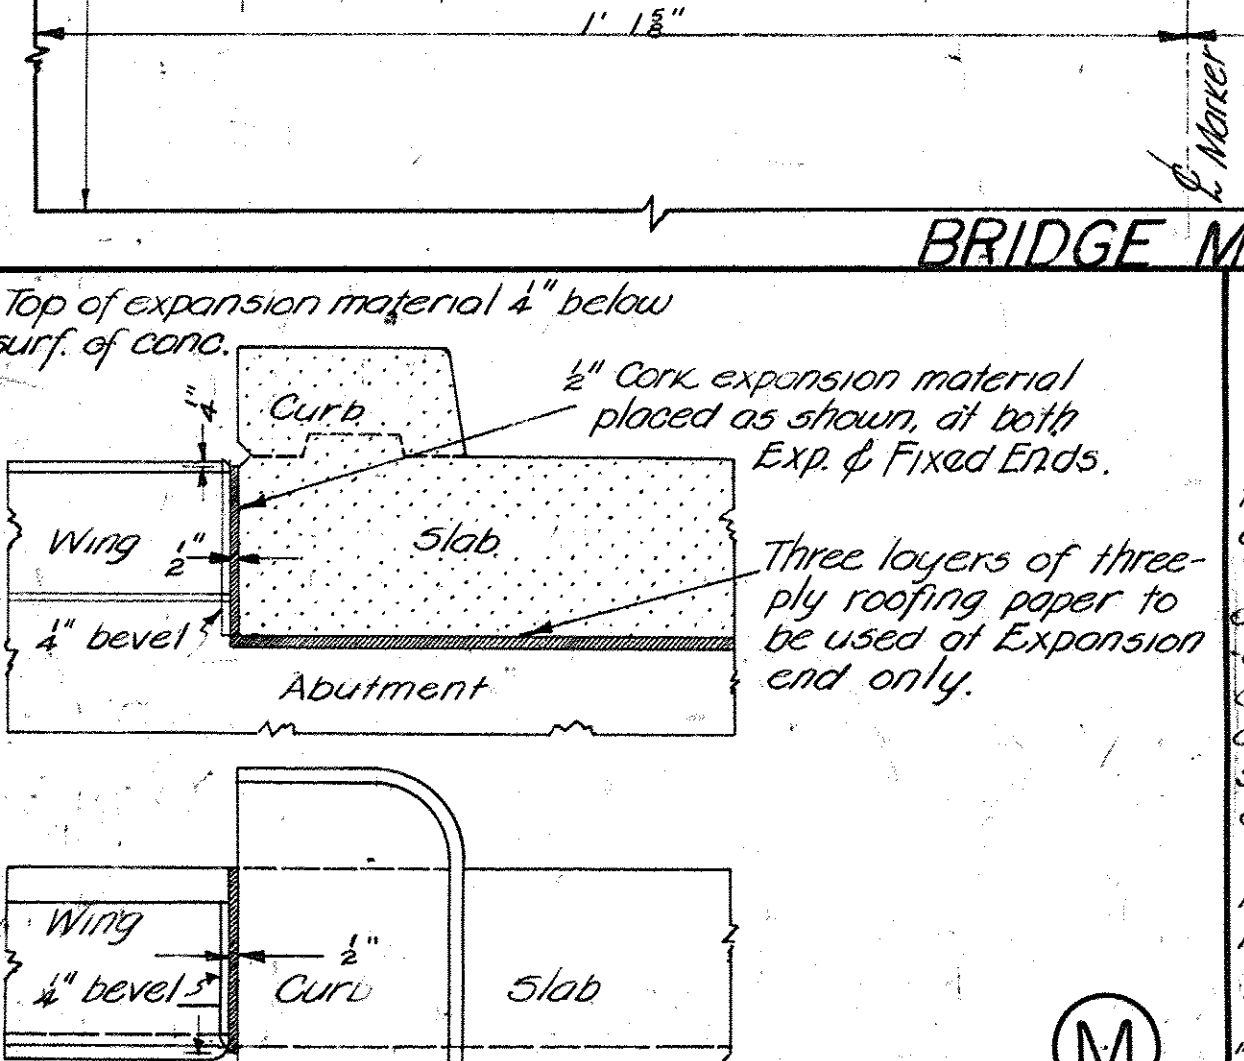 1' 1 5/8"
℄ Marker
BRIDGE M
Top of expansion material 1/4" below
surf. of conc.
1/4"
Curb
1/2" Cork expansion material
placed as shown, at both
Exp. & Fixed Ends.
Wing
1/2"
Slab
Three layers of three-
ply roofing paper to
be used at Expansion
end only.
1/4" bevel
Abutment
Wing
1/2"
1/4" bevel
Curb
Slab
M